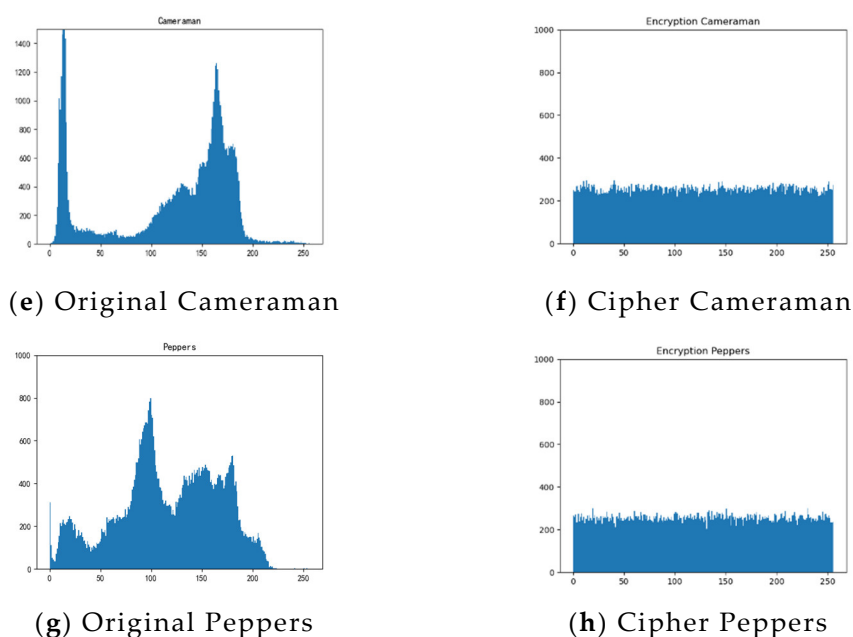 Cameraman
1400
1200
1000
800
600
400
200
0
0 50 100 150 200 250
(e) Original Cameraman
Encryption Cameraman
1000
800
600
400
200
0
0 50 100 150 200 250
(f) Cipher Cameraman
Peppers
1000
800
600
400
200
0
0 50 100 150 200 250
(g) Original Peppers
Encryption Peppers
1000
800
600
400
200
0
0 50 100 150 200 250
(h) Cipher Peppers